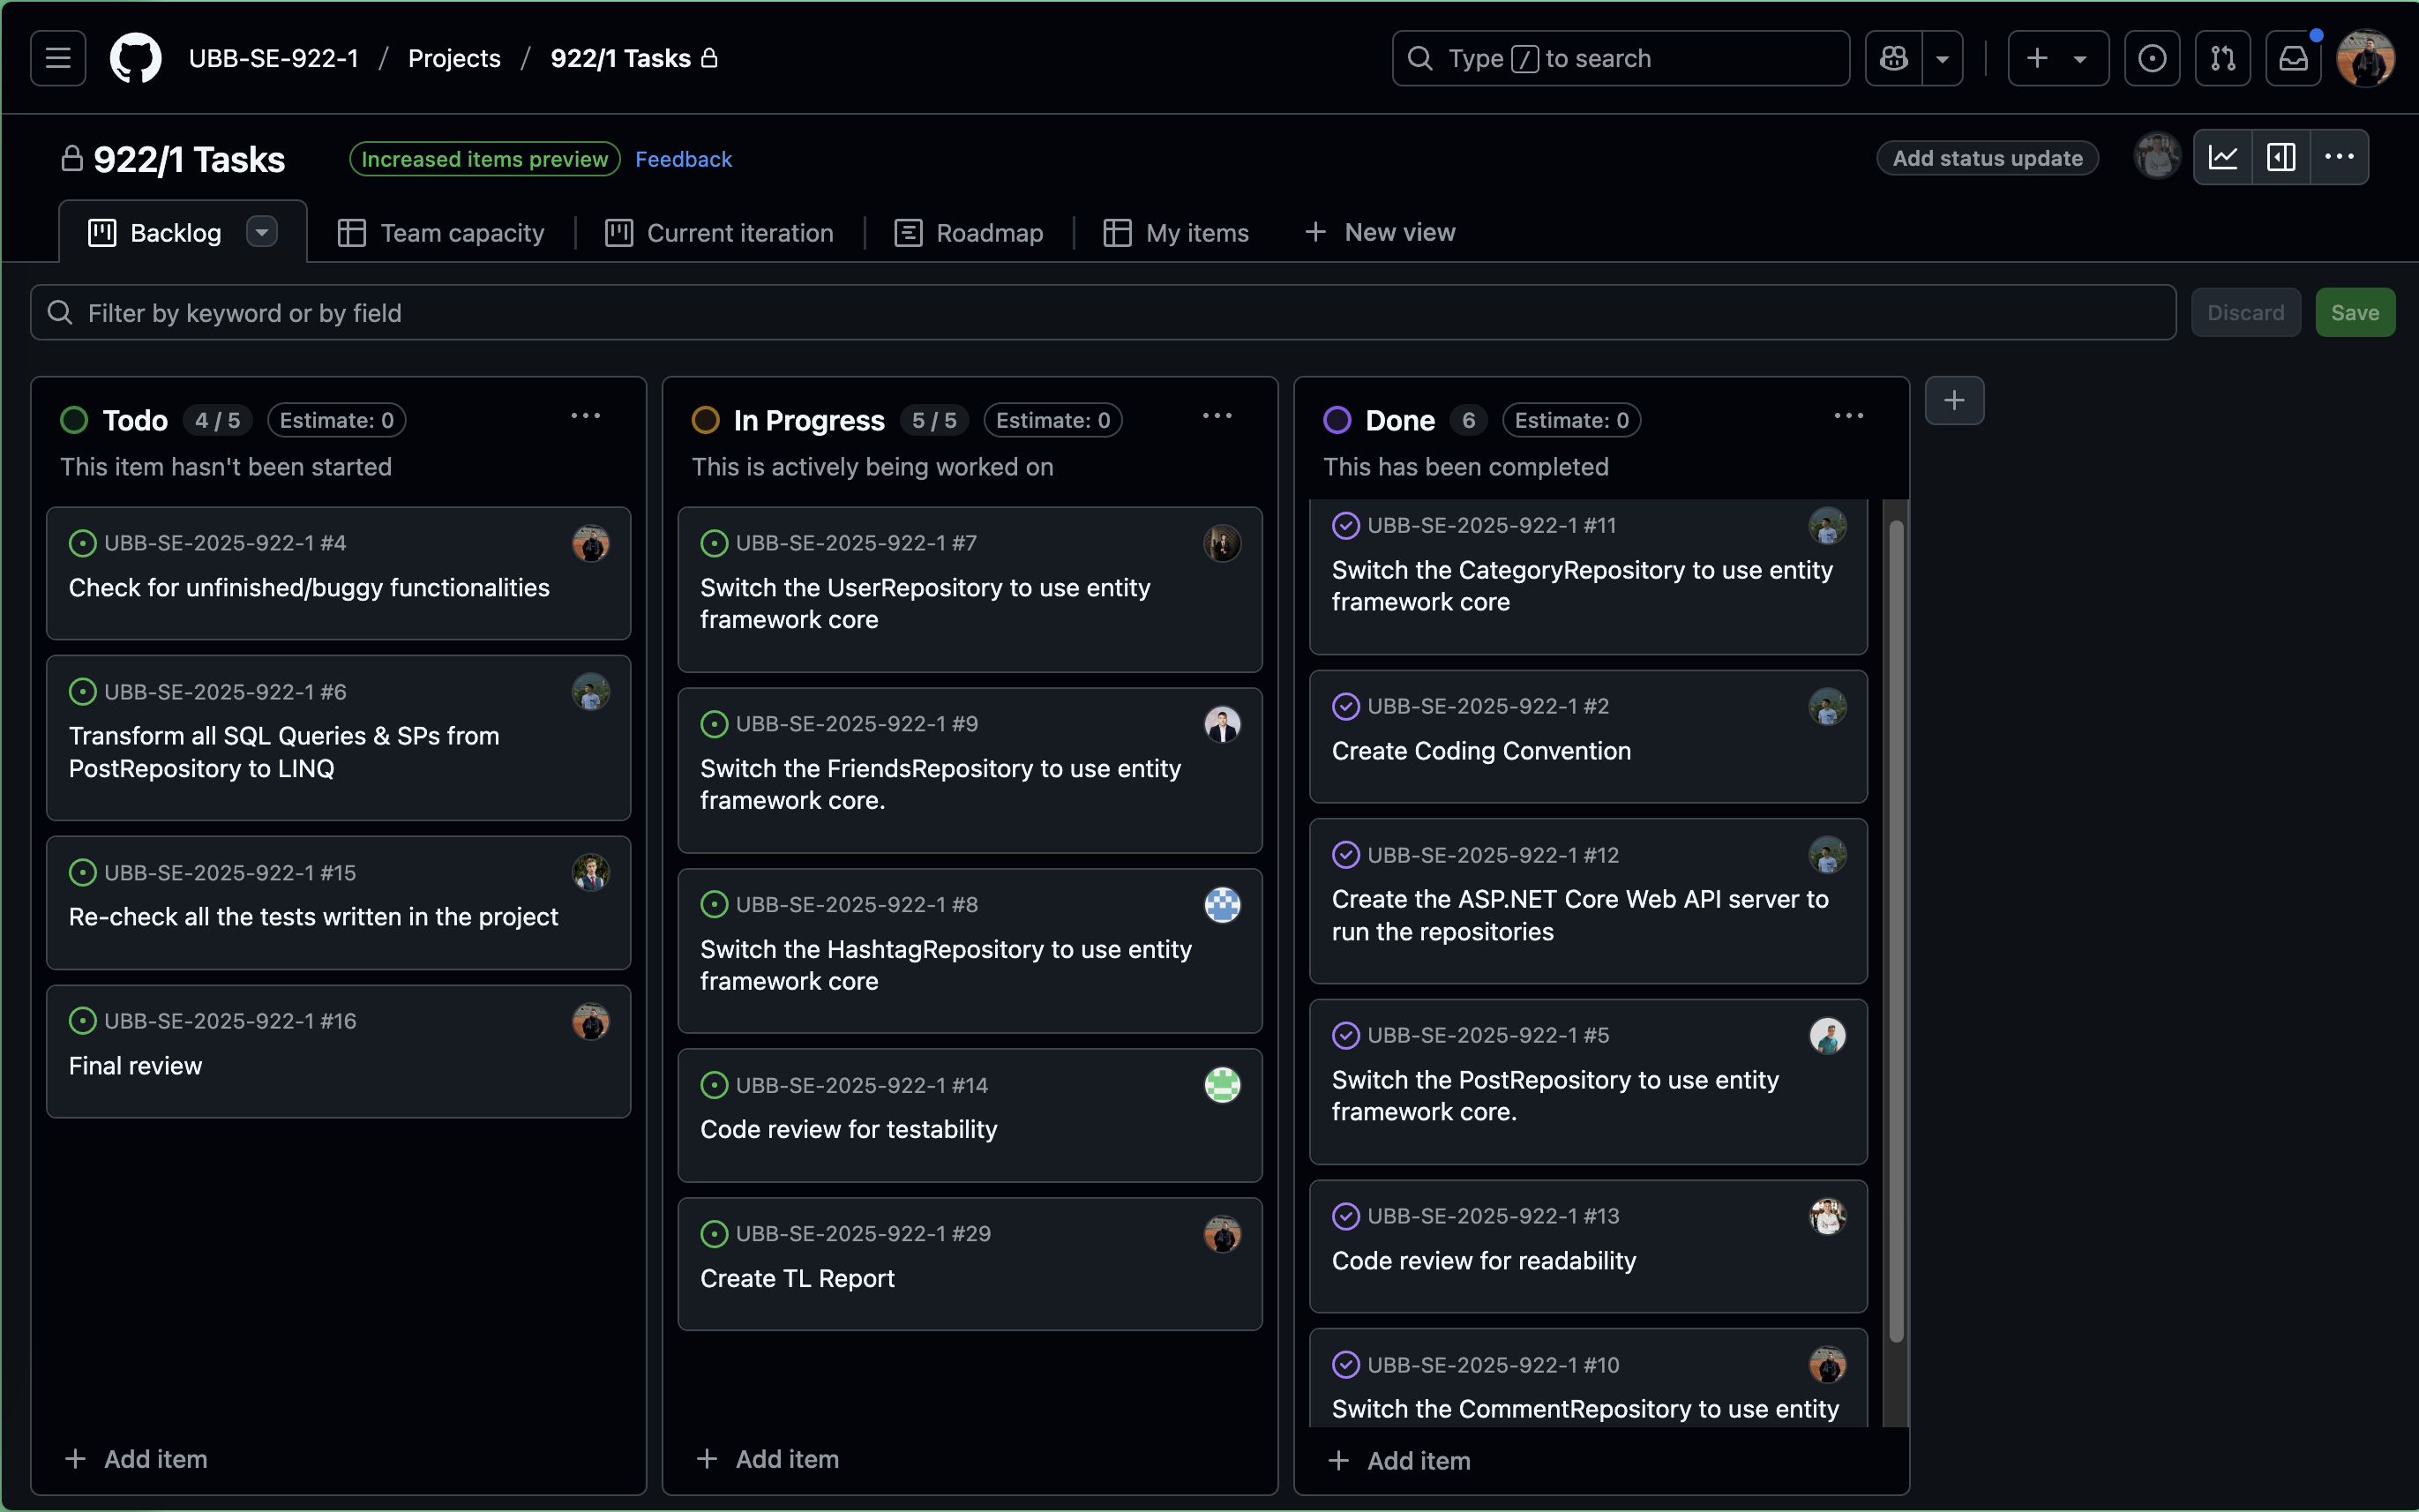 UBB-SE-922-1 / Projects / 922/1 Tasks
Type / to search
922/1 Tasks
Increased items preview
Feedback
Add status update
Backlog
Team capacity
Current iteration
Roadmap
My items
+ New view
Filter by keyword or by field
Discard
Save
Todo 4 / 5 Estimate: 0
This item hasn't been started
UBB-SE-2025-922-1 #4
Check for unfinished/buggy functionalities
UBB-SE-2025-922-1 #6
Transform all SQL Queries & SPs from
PostRepository to LINQ
UBB-SE-2025-922-1 #15
Re-check all the tests written in the project
UBB-SE-2025-922-1 #16
Final review
+ Add item
In Progress 5 / 5 Estimate: 0
This is actively being worked on
UBB-SE-2025-922-1 #7
Switch the UserRepository to use entity
framework core
UBB-SE-2025-922-1 #9
Switch the FriendsRepository to use entity
framework core.
UBB-SE-2025-922-1 #8
Switch the HashtagRepository to use entity
framework core
UBB-SE-2025-922-1 #14
Code review for testability
UBB-SE-2025-922-1 #29
Create TL Report
+ Add item
Done 6 Estimate: 0
This has been completed
UBB-SE-2025-922-1 #11
Switch the CategoryRepository to use entity
framework core
UBB-SE-2025-922-1 #2
Create Coding Convention
UBB-SE-2025-922-1 #12
Create the ASP.NET Core Web API server to
run the repositories
UBB-SE-2025-922-1 #5
Switch the PostRepository to use entity
framework core.
UBB-SE-2025-922-1 #13
Code review for readability
UBB-SE-2025-922-1 #10
Switch the CommentRepository to use entity
+ Add item